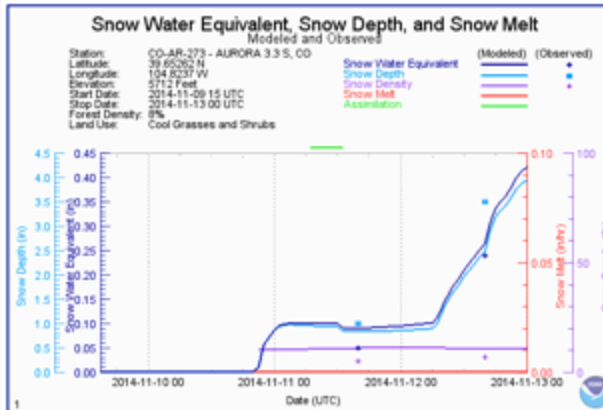 Snow Water Equivalent, Snow Depth, and Snow Melt
Modeled and Observed
Station: CO-AR-273 - AURORA 3.3 S, CO
Latitude: 39.65262 N
Longitude: 104.8237 W
Elevation: 5712 Feet
Start Date: 2014-11-09 15 UTC
Stop Date: 2014-11-13 00 UTC
Forest Density: 8%
Land Use: Cool Grasses and Shrubs
(Modeled) (Observed)
Snow Water Equivalent
Snow Depth
Snow Density
Snow Melt
Assimilation
4.5 0.45 0.10 100
4.0 0.40
3.5 0.35
3.0 0.30
2.5 0.25
2.0 0.20 0.05 50
1.5 0.15
1.0 0.10
0.5 0.05
0.0 0.00 0.00 0
Snow Depth (in)
Snow Water Equivalent (in)
Snow Melt (in/hr)
2014-11-10 00 2014-11-11 00 2014-11-12 00 2014-11-13 00
Date (UTC)
1